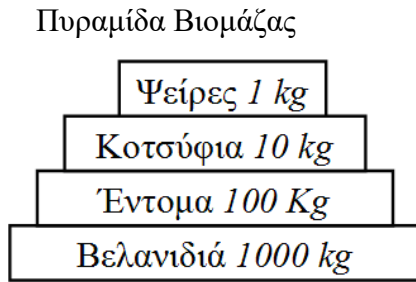 Πυραμίδα Βιομάζας
Ψείρες 1 kg
Κοτσύφια 10 kg
Έντομα 100 Kg
Βελανιδιά 1000 kg